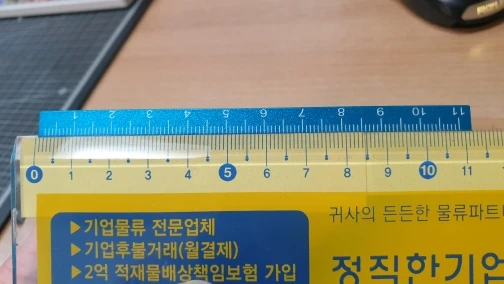 1 2 3 4 5 6 7 8 9 10 11
0 1 2 3 4 5 6 7 8 9 10 11
귀사의 든든한 물류파트
▶기업물류 전문업체
▶기업후불거래(월결제)
▶2억 적재물배상책임보험 가입
정직한기업